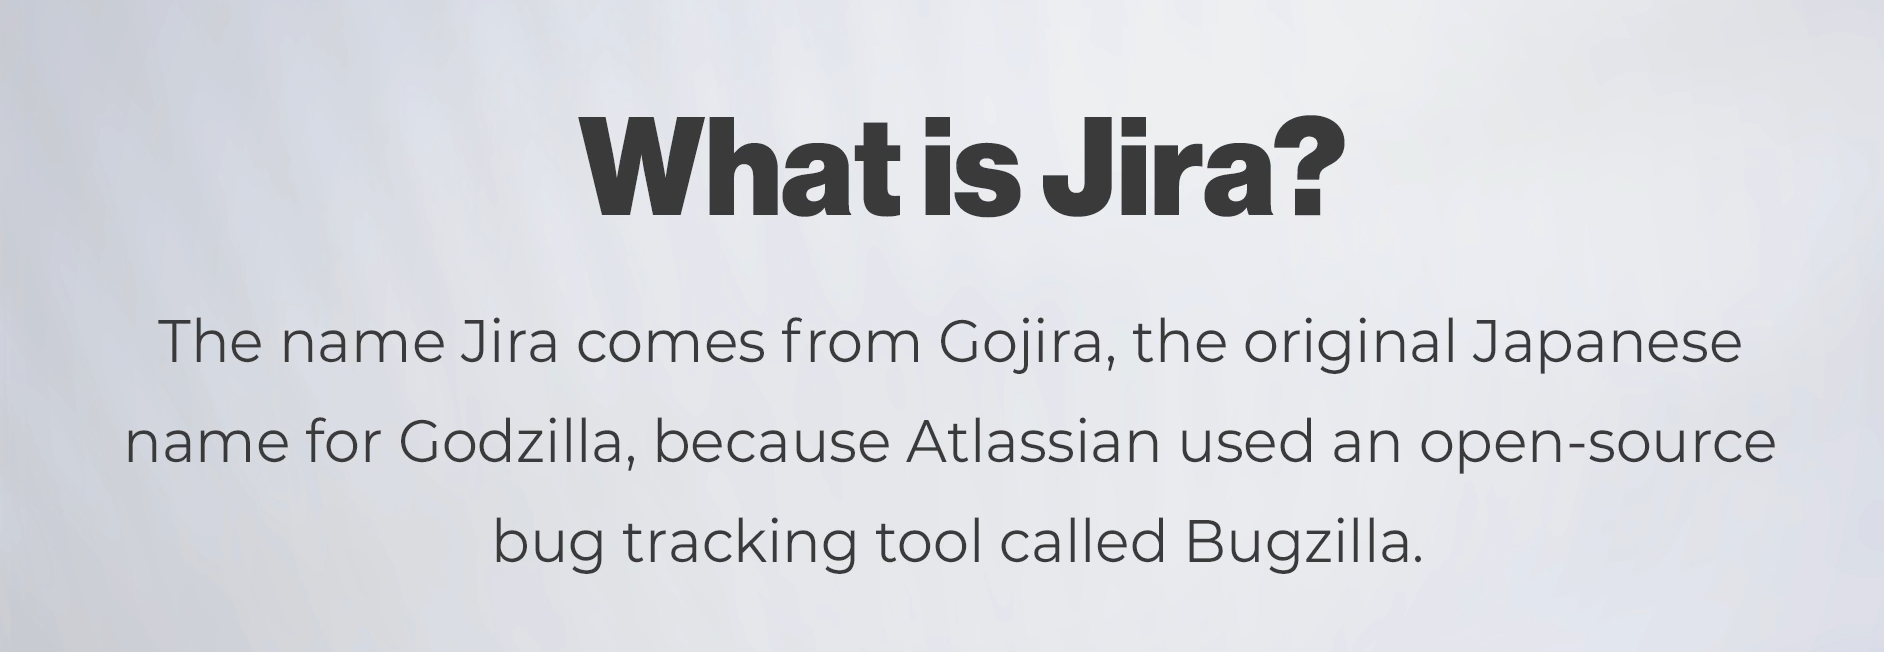 What is Jira?
The name Jira comes from Gojira, the original Japanese
name for Godzilla, because Atlassian used an open-source
bug tracking tool called Bugzilla.